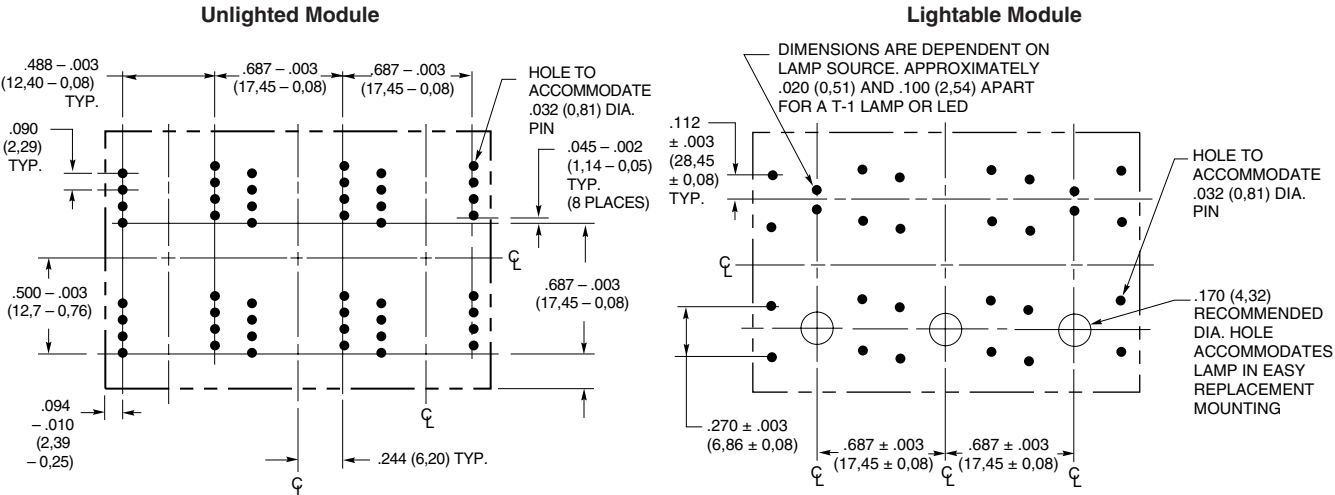 Unlighted Module
.488 – .003
(12,40 – 0,08)
TYP.
.687 – .003
(17,45 – 0,08)
.687 – .003
(17,45 – 0,08)
HOLE TO
ACCOMMODATE
.032 (0,81) DIA.
PIN
.090
(2,29)
TYP.
.045 – .002
(1,14 – 0,05)
TYP.
(8 PLACES)
.500 – .003
(12,7 – 0,76)
.687 – .003
(17,45 – 0,08)
.094
– .010
(2,39
– 0,25)
.244 (6,20) TYP.
℄
℄
℄
Lightable Module
DIMENSIONS ARE DEPENDENT ON
LAMP SOURCE. APPROXIMATELY
.020 (0,51) AND .100 (2,54) APART
FOR A T-1 LAMP OR LED
.112
± .003
(28,45
± 0,08)
TYP.
HOLE TO
ACCOMMODATE
.032 (0,81) DIA.
PIN
℄
.170 (4,32)
RECOMMENDED
DIA. HOLE
ACCOMMODATES
LAMP IN EASY
REPLACEMENT
MOUNTING
.270 ± .003
(6,86 ± 0,08)
.687 ± .003
(17,45 ± 0,08)
.687 ± .003
(17,45 ± 0,08)
℄
℄
℄